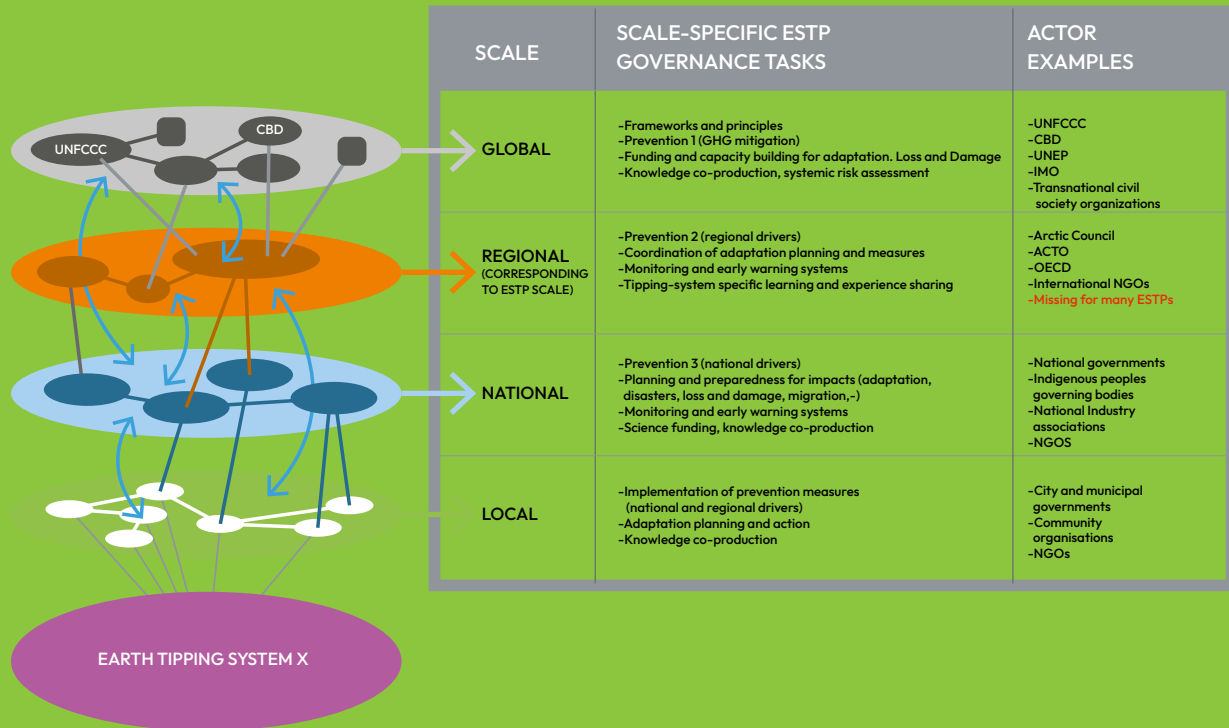 SCALE
SCALE-SPECIFIC ESTP
GOVERNANCE TASKS
ACTOR
EXAMPLES
UNFCCC
CBD
GLOBAL
-Frameworks and principles
-Prevention 1 (GHG mitigation)
-Funding and capacity building for adaptation. Loss and Damage
-Knowledge co-production, systemic risk assessment
-UNFCCC
-CBD
-UNEP
-IMO
-Transnational civil
society organizations
REGIONAL
(CORRESPONDING
TO ESTP SCALE)
-Prevention 2 (regional drivers)
-Coordination of adaptation planning and measures
-Monitoring and early warning systems
-Tipping-system specific learning and experience sharing
-Arctic Council
-ACTO
-OECD
-International NGOs
-Missing for many ESTPs
NATIONAL
-Prevention 3 (national drivers)
-Planning and preparedness for impacts (adaptation,
disasters, loss and damage, migration,-)
-Monitoring and early warning systems
-Science funding, knowledge co-production
-National governments
-Indigenous peoples
governing bodies
-National Industry
associations
-NGOS
LOCAL
-Implementation of prevention measures
(national and regional drivers)
-Adaptation planning and action
-Knowledge co-production
-City and municipal
governments
-Community
organisations
-NGOs
EARTH TIPPING SYSTEM X